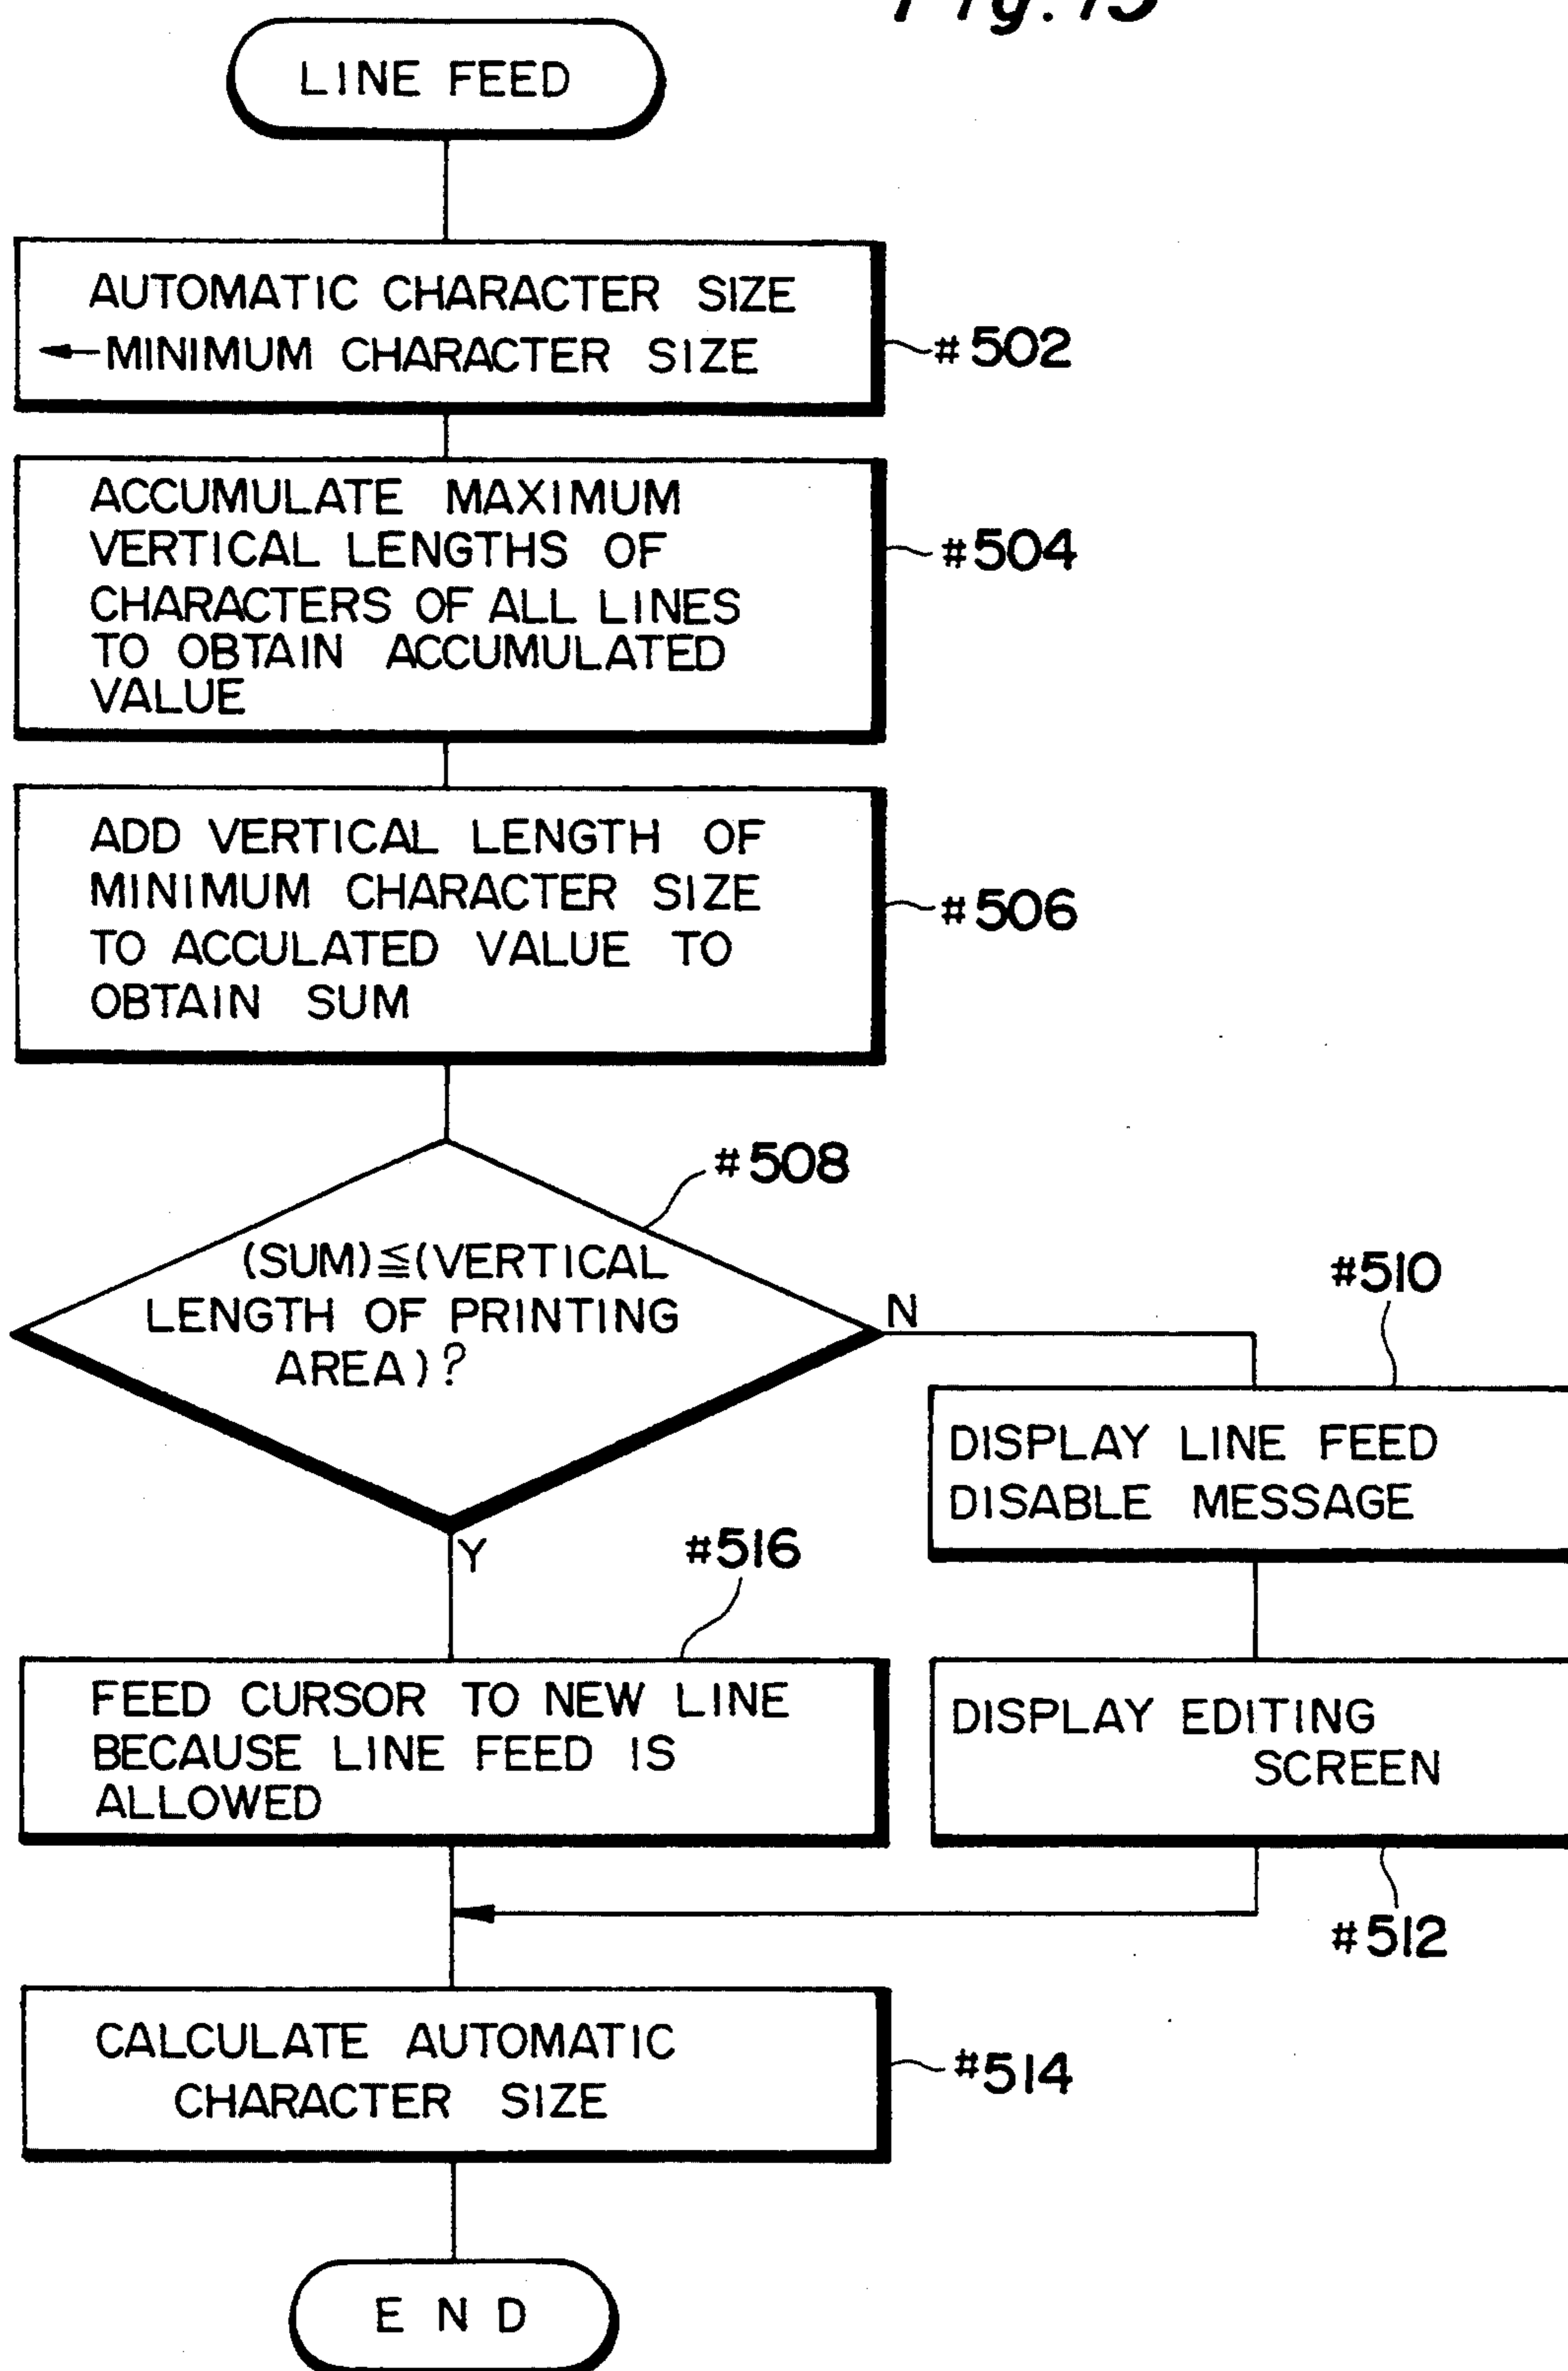 Fig. 15
LINE FEED
AUTOMATIC CHARACTER SIZE
←MINIMUM CHARACTER SIZE
#502
ACCUMULATE MAXIMUM
VERTICAL LENGTHS OF
CHARACTERS OF ALL LINES
TO OBTAIN ACCUMULATED
VALUE
#504
ADD VERTICAL LENGTH OF
MINIMUM CHARACTER SIZE
TO ACCULATED VALUE TO
OBTAIN SUM
#506
#508
(SUM)≦(VERTICAL
LENGTH OF PRINTING
AREA)?
N
Y
#510
DISPLAY LINE FEED
DISABLE MESSAGE
#516
FEED CURSOR TO NEW LINE
BECAUSE LINE FEED IS
ALLOWED
DISPLAY EDITING
SCREEN
#512
CALCULATE AUTOMATIC
CHARACTER SIZE
#514
END